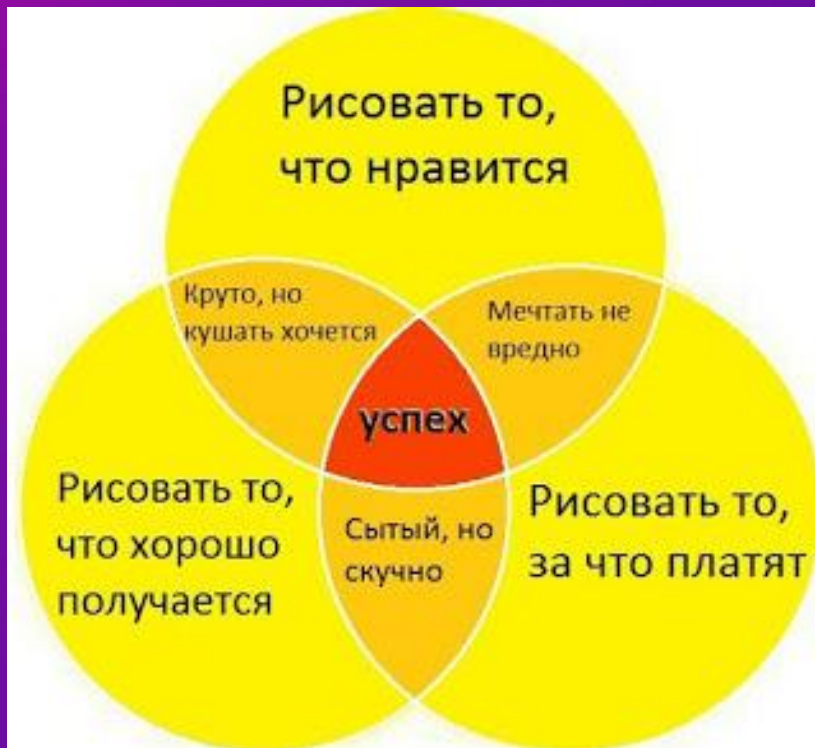 Рисовать то,
что нравится
Круто, но
кушать хочется
Мечтать не
вредно
успех
Рисовать то,
что хорошо
получается
Сытый, но
скучно
Рисовать то,
за что платят